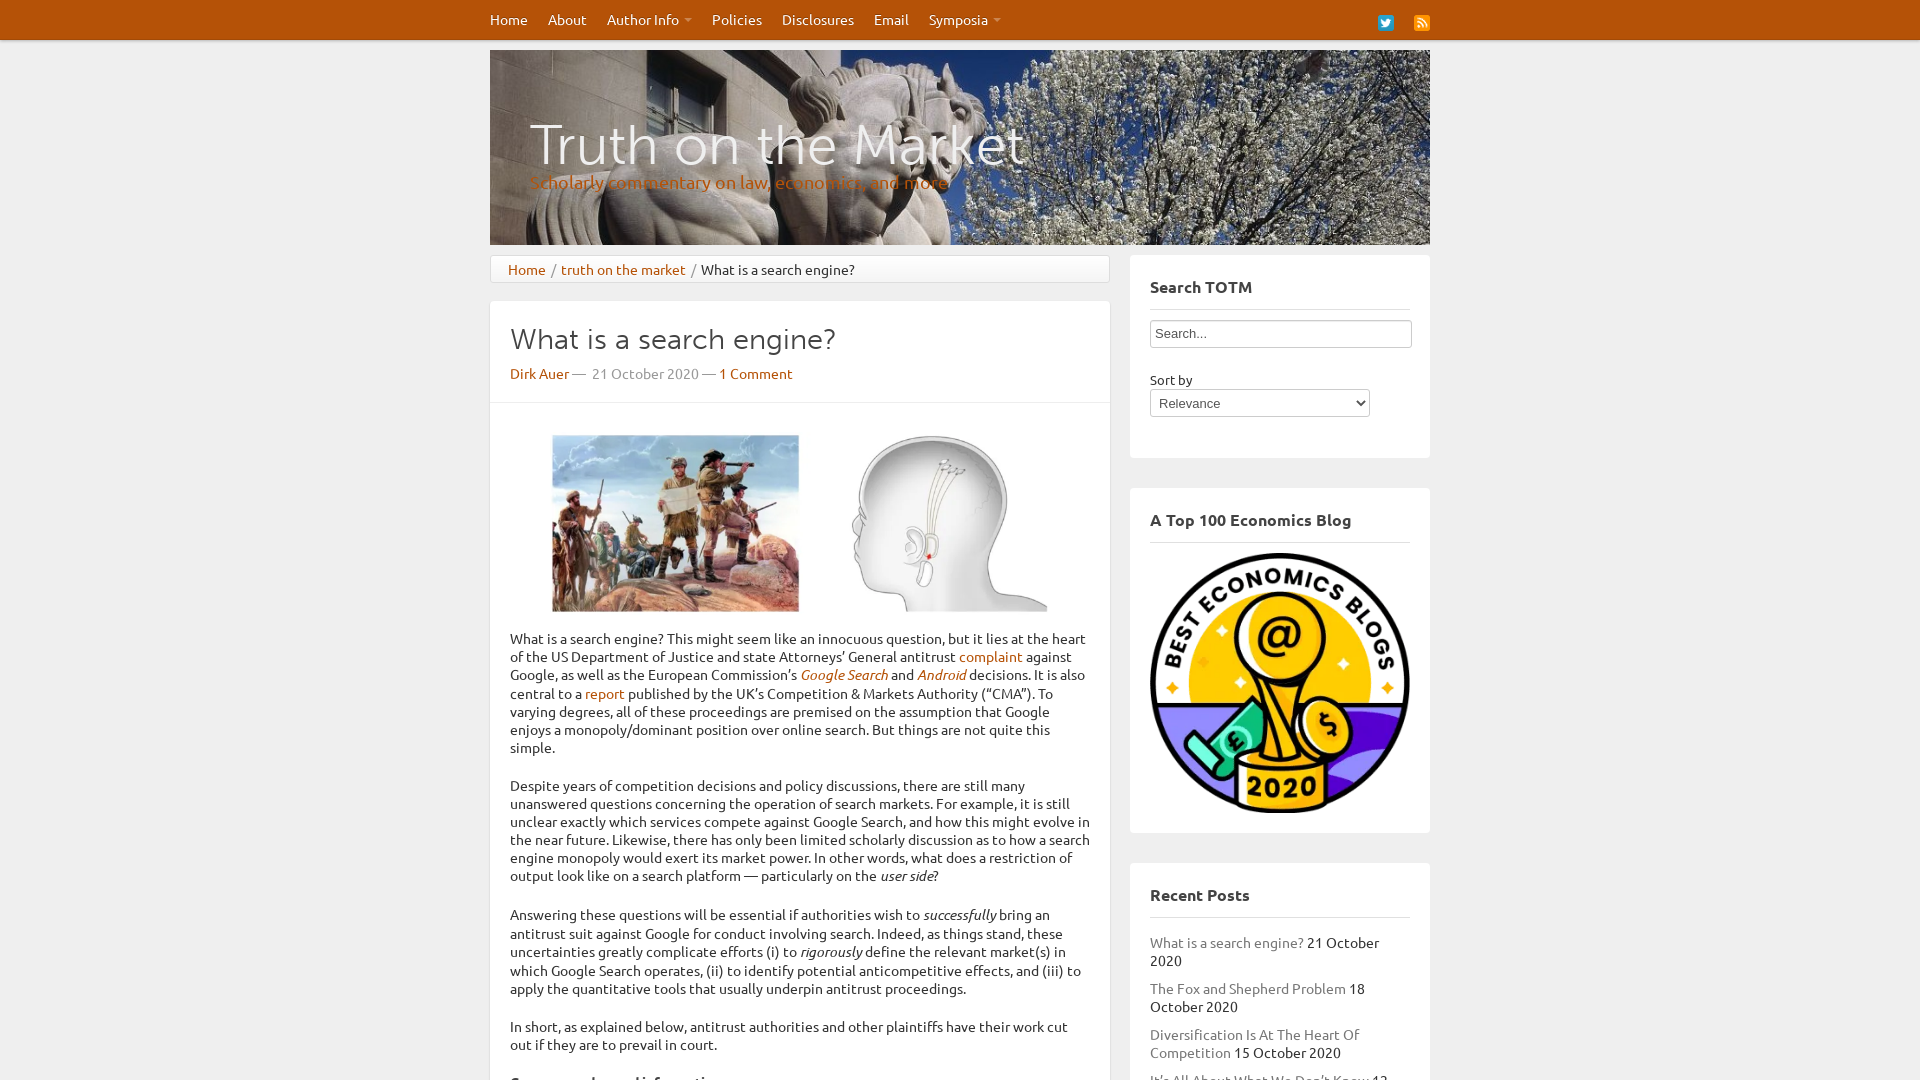 Home About Author Info Policies Disclosures Email Symposia
Truth on the Market
Scholarly commentary on law, economics, and more
Home / truth on the market / What is a search engine?
What is a search engine?
Dirk Auer — 21 October 2020 — 1 Comment
What is a search engine? This might seem like an innocuous question, but it lies at the heart
of the US Department of Justice and state Attorneys’ General antitrust complaint against
Google, as well as the European Commission’s Google Search and Android decisions. It is also
central to a report published by the UK’s Competition & Markets Authority (“CMA”). To
varying degrees, all of these proceedings are premised on the assumption that Google
enjoys a monopoly/dominant position over online search. But things are not quite this
simple.
Despite years of competition decisions and policy discussions, there are still many
unanswered questions concerning the operation of search markets. For example, it is still
unclear exactly which services compete against Google Search, and how this might evolve in
the near future. Likewise, there has only been limited scholarly discussion as to how a search
engine monopoly would exert its market power. In other words, what does a restriction of
output look like on a search platform — particularly on the user side?
Answering these questions will be essential if authorities wish to successfully bring an
antitrust suit against Google for conduct involving search. Indeed, as things stand, these
uncertainties greatly complicate efforts (i) to rigorously define the relevant market(s) in
which Google Search operates, (ii) to identify potential anticompetitive effects, and (iii) to
apply the quantitative tools that usually underpin antitrust proceedings.
In short, as explained below, antitrust authorities and other plaintiffs have their work cut
out if they are to prevail in court.
Search TOTM
Search...
Sort by
Relevance
A Top 100 Economics Blog
BEST ECONOMICS BLOGS
@
£ $
2020
Recent Posts
What is a search engine? 21 October
2020
The Fox and Shepherd Problem 18
October 2020
Diversification Is At The Heart Of
Competition 15 October 2020
It’s All About What We Don’t Know